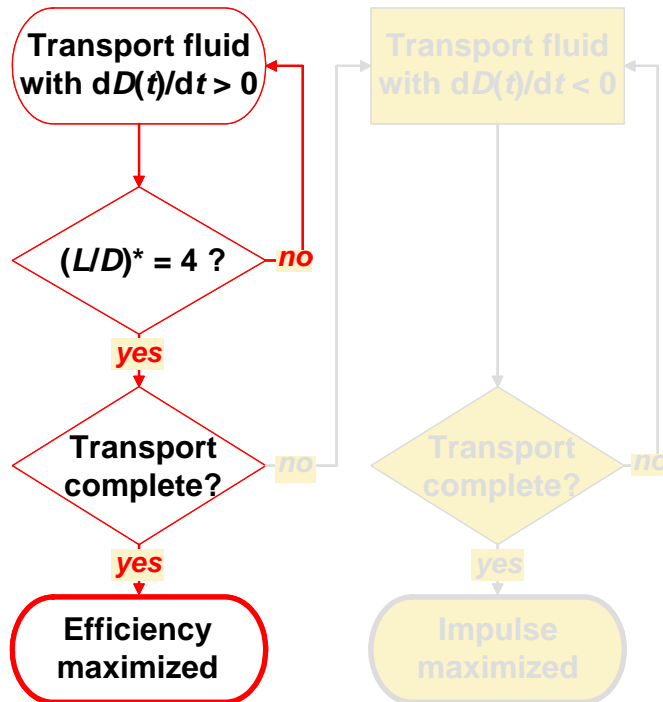 Transport fluid
with dD(t)/dt > 0
(L/D)* = 4 ?
no
yes
Transport
complete?
no
yes
Efficiency
maximized
Transport fluid
with dD(t)/dt < 0
Transport
complete?
no
yes
Impulse
maximized